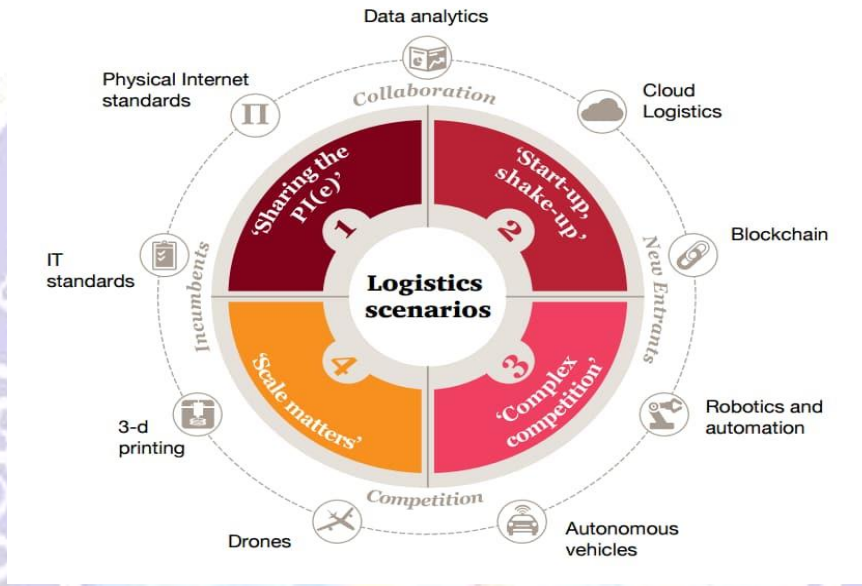 Data analytics
Physical Internet
standards
Π
Collaboration
Cloud
Logistics
‘Sharing the
PI(e)’
1
‘Start-up,
shake-up’
2
IT
standards
Incumbents
Logistics
scenarios
New Entrants
Blockchain
4
‘Scale matters’
3
‘Complex
competition’
3-d
printing
Robotics and
automation
Competition
Drones
Autonomous
vehicles